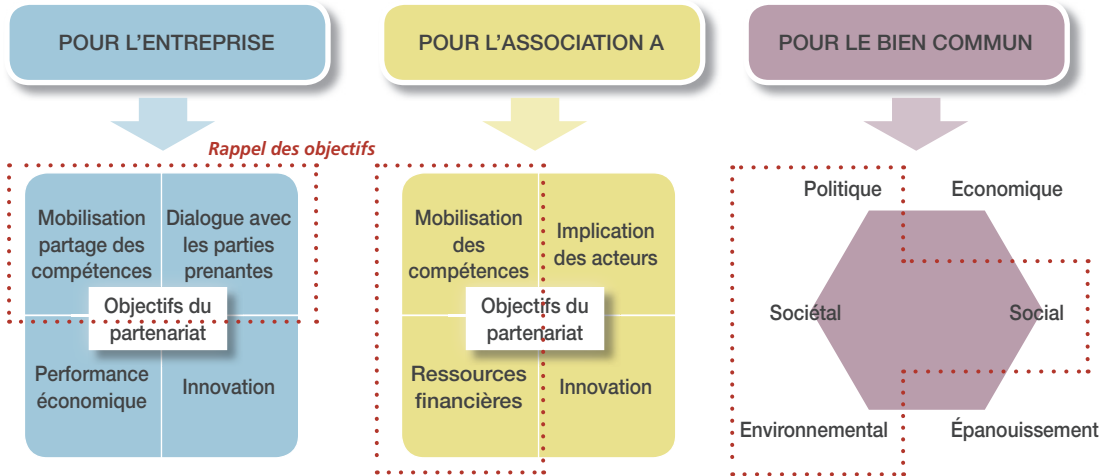 POUR L'ENTREPRISE
POUR L'ASSOCIATION A
POUR LE BIEN COMMUN
Rappel des objectifs
Mobilisation
partage des
compétences
Dialogue avec
les parties
prenantes
Objectifs du
partenariat
Performance
économique
Innovation
Mobilisation
des
compétences
Implication
des acteurs
Objectifs du
partenariat
Ressources
financières
Innovation
Politique
Economique
Sociétal
Social
Environnemental
Épanouissement